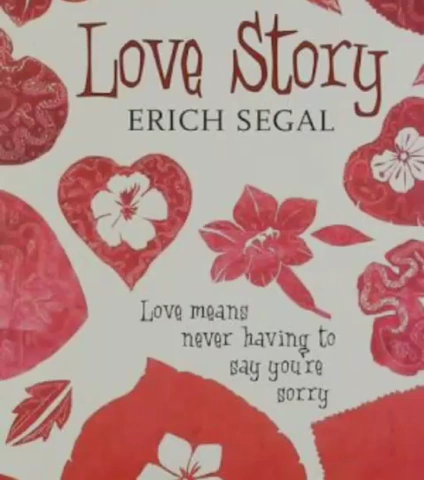 Love Story
ERICH SEGAL
Love means
never having to
say you're
sorry